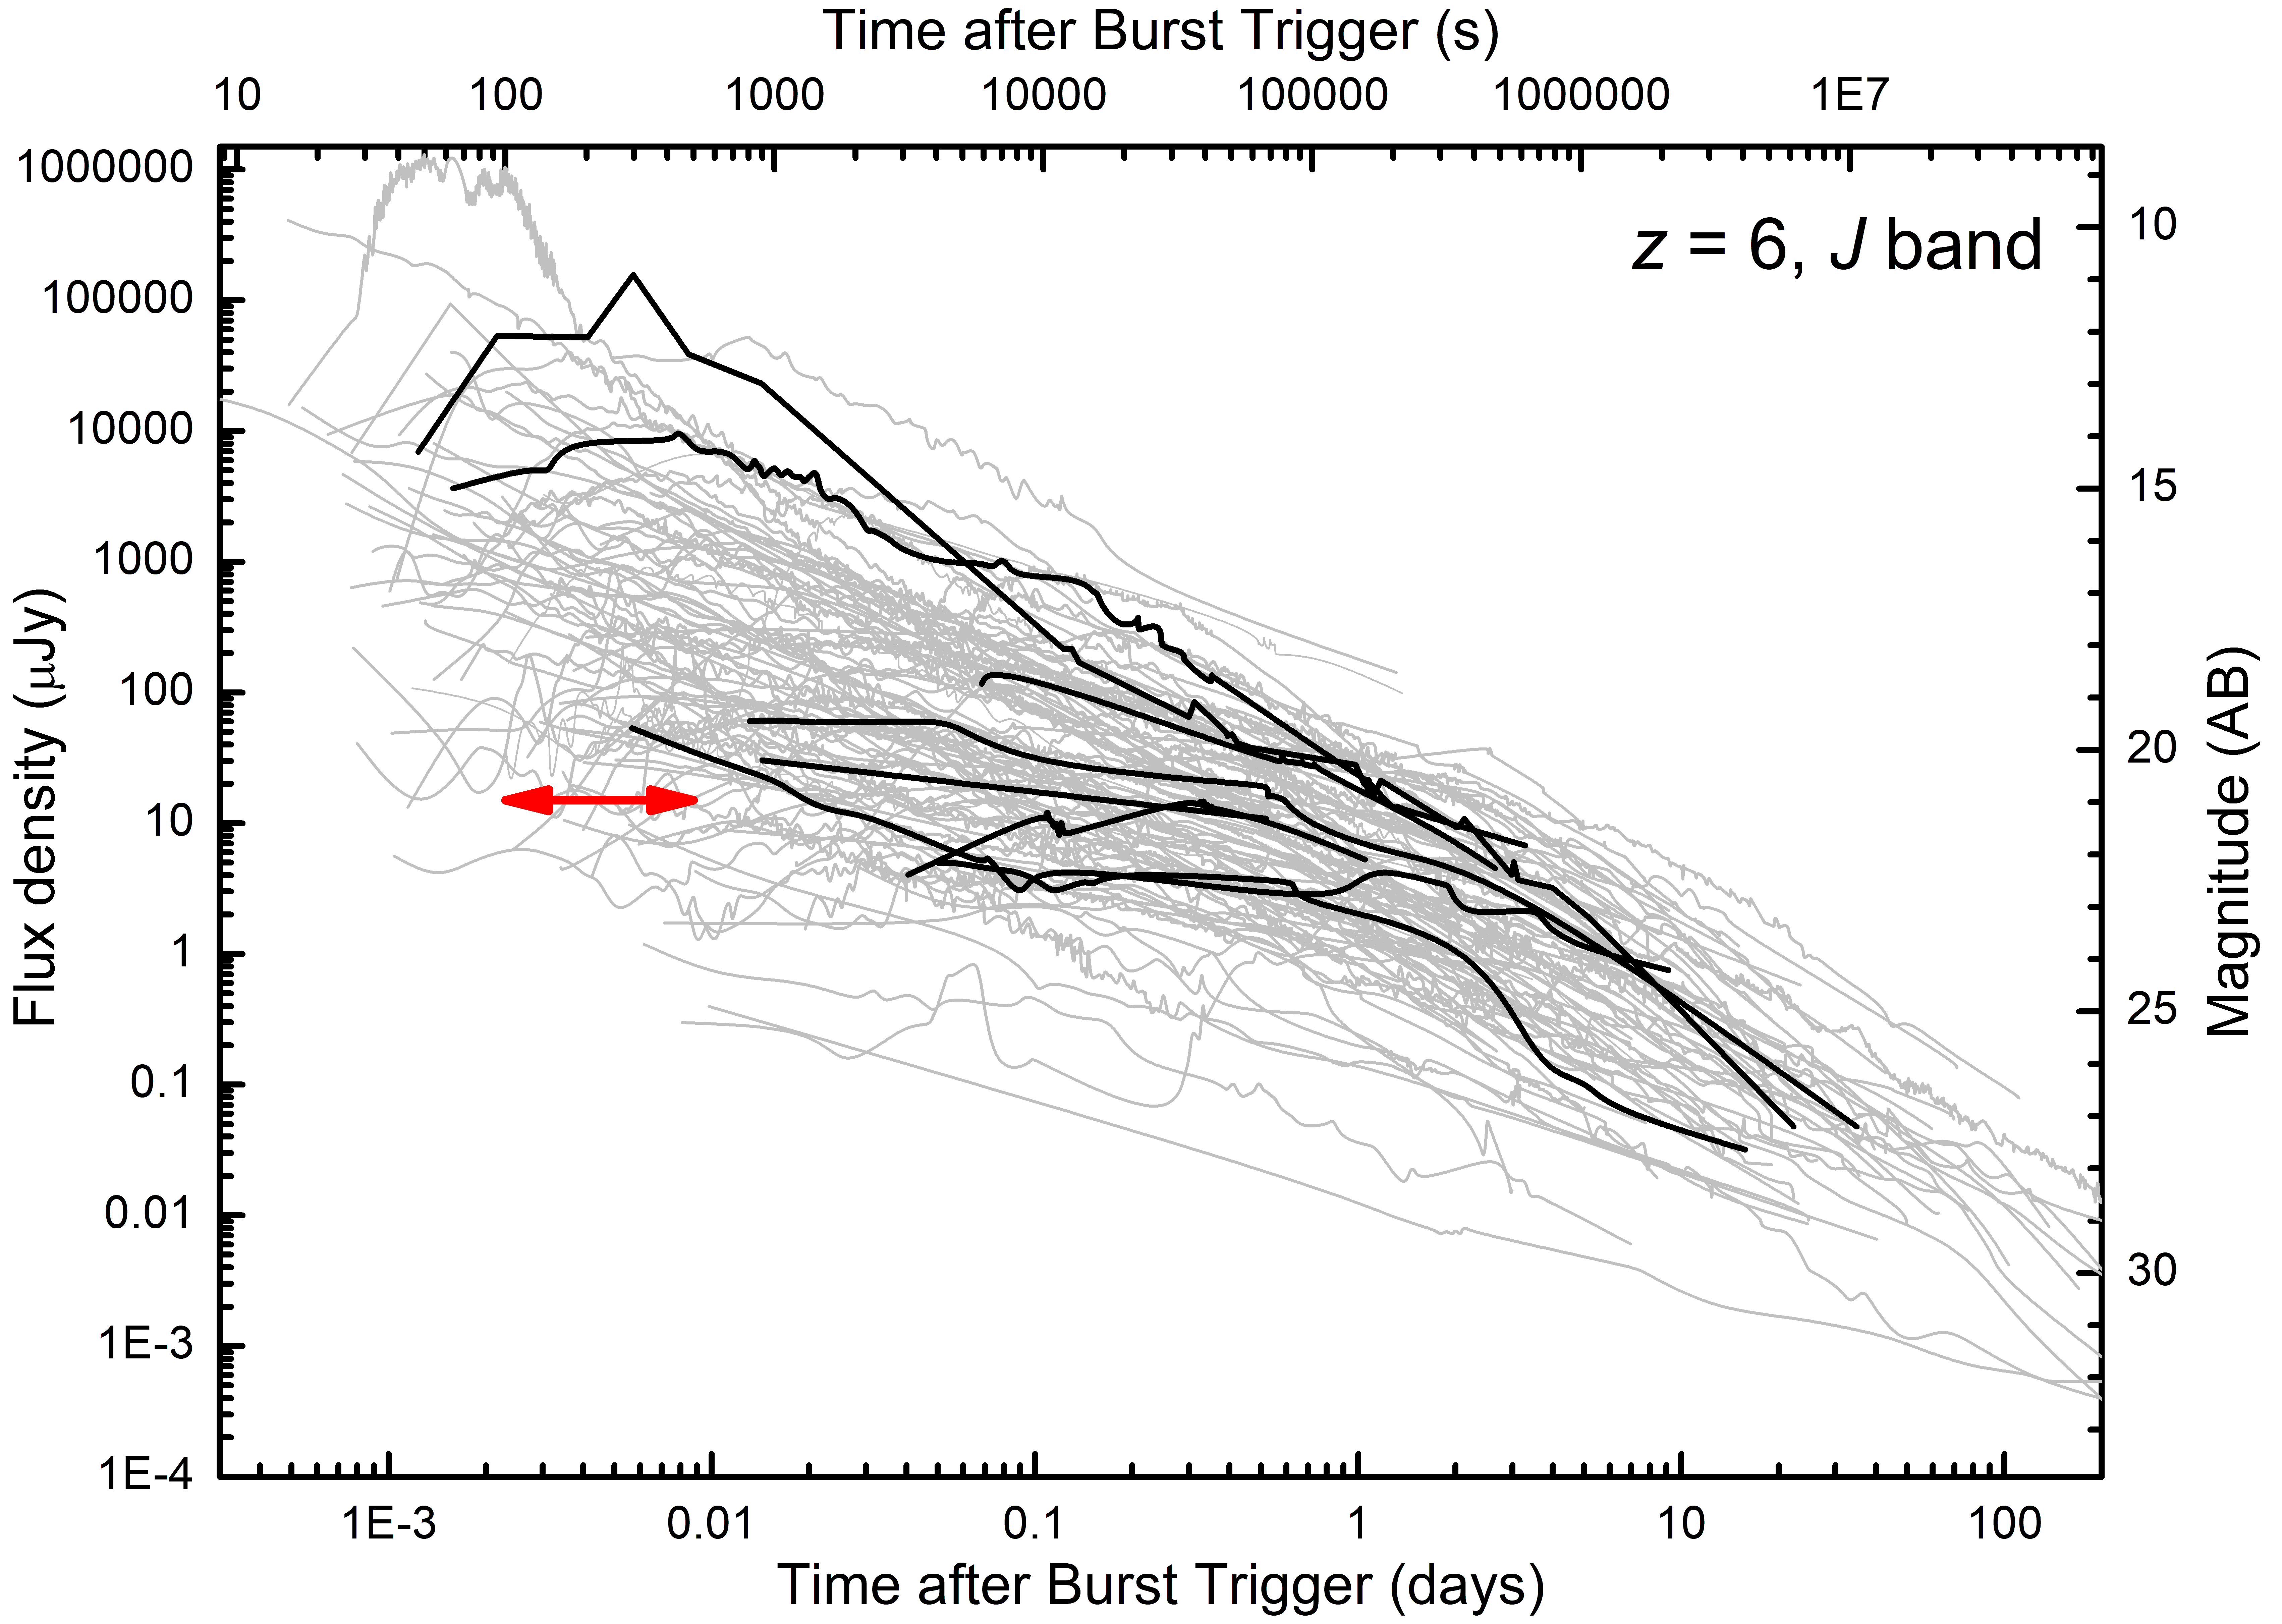 Time after Burst Trigger (s)
10 100 1000 10000 100000 1000000 1E7
z = 6, J band
1000000
100000
10000
1000
100
10
1
0.1
0.01
1E-3
1E-4
Flux density (μJy)
10
15
20
25
30
Magnitude (AB)
1E-3 0.01 0.1 1 10 100
Time after Burst Trigger (days)